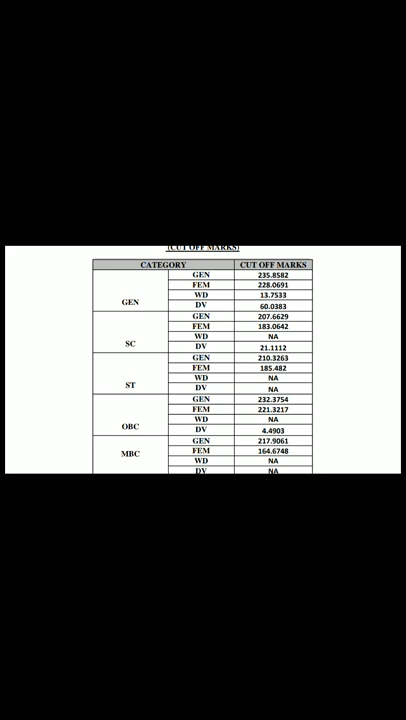 [CUT OFF MARKS]
CATEGORY CUT OFF MARKS
GEN GEN 235.8582
FEM 228.0691
WD 13.7533
DV 60.0383
SC GEN 207.6629
FEM 183.0642
WD NA
DV 21.1112
ST GEN 210.3263
FEM 185.482
WD NA
DV NA
OBC GEN 232.3754
FEM 221.3217
WD NA
DV 4.4903
MBC GEN 217.9061
FEM 164.6748
WD NA
DV NA